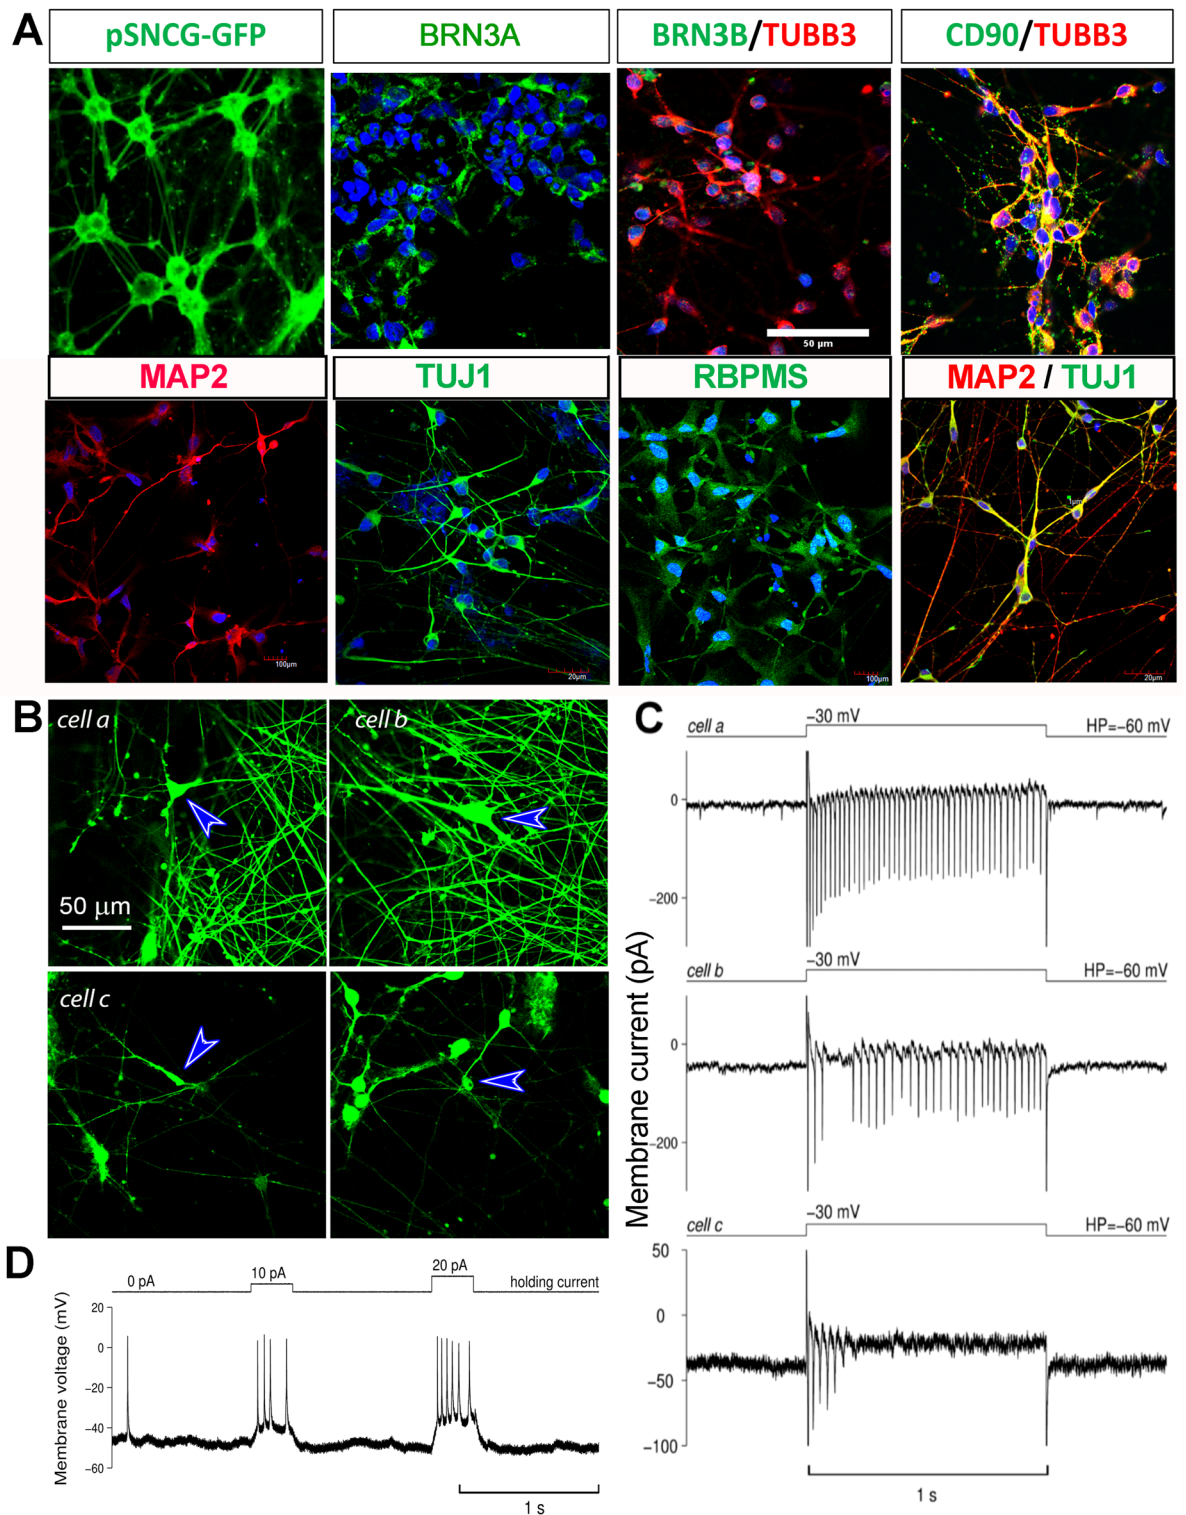 A
pSNCG-GFP
BRN3A
BRN3B/TUBB3
CD90/TUBB3
50 µm
MAP2
TUJ1
RBPMS
MAP2 / TUJ1
100µm
20µm
100µm
1µm
20µm
B
cell a
cell b
50 µm
cell c
C
Membrane current (pA)
cell a
−30 mV
HP=−60 mV
0
−200
cell b
−30 mV
HP=−60 mV
0
−200
cell c
−30 mV
HP=−60 mV
50
0
−50
−100
1 s
D
0 pA
10 pA
20 pA
holding current
Membrane voltage (mV)
20
0
−20
−40
−60
1 s